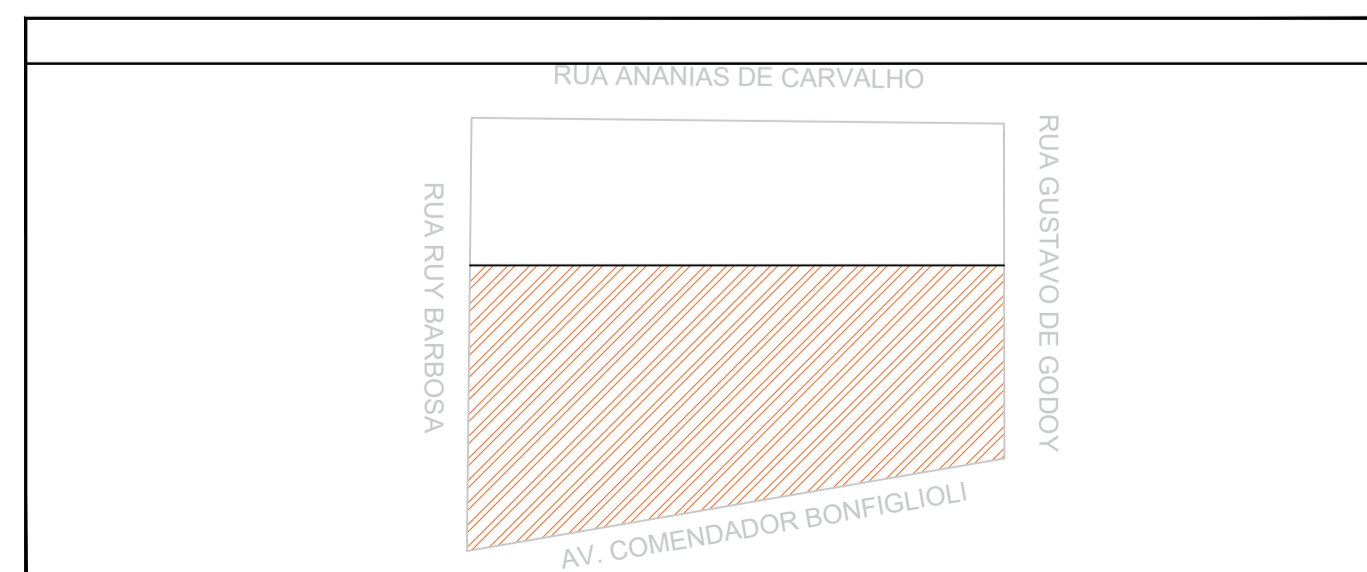 RUA ANANIAS DE CARVALHO
RUA RUY BARBOSA
RUA GUSTAVO DE GODOY
AV. COMENDADOR BONFIGLIOLI